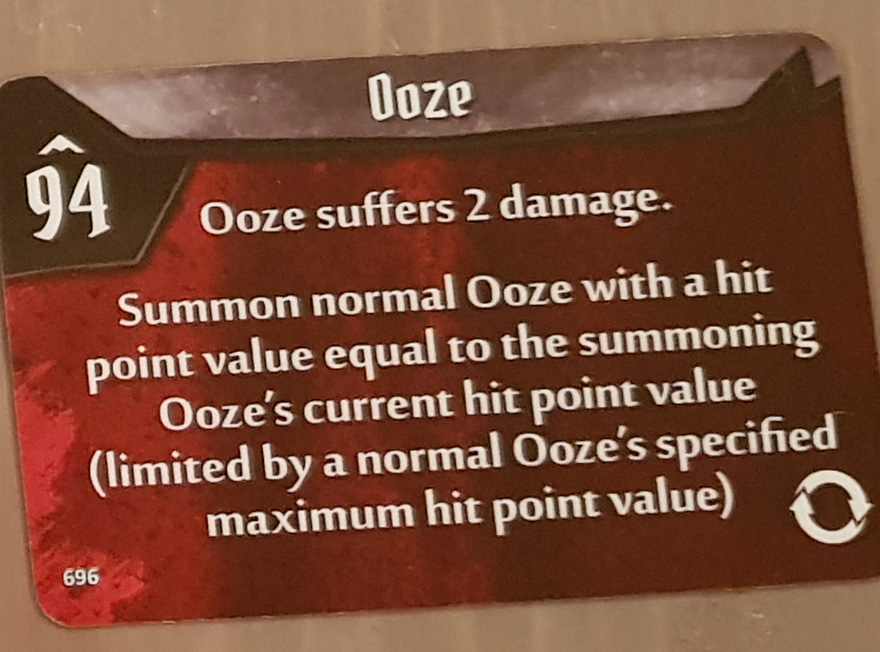 Ooze
94
Ooze suffers 2 damage.
Summon normal Ooze with a hit
point value equal to the summoning
Ooze's current hit point value
(limited by a normal Ooze's specified
maximum hit point value)
696